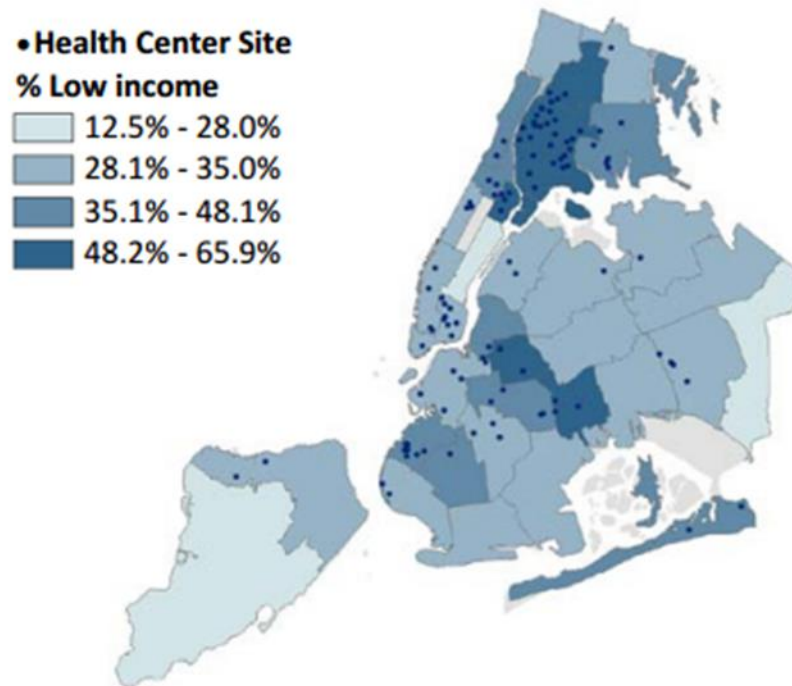 • Health Center Site
% Low income
12.5% - 28.0%
28.1% - 35.0%
35.1% - 48.1%
48.2% - 65.9%